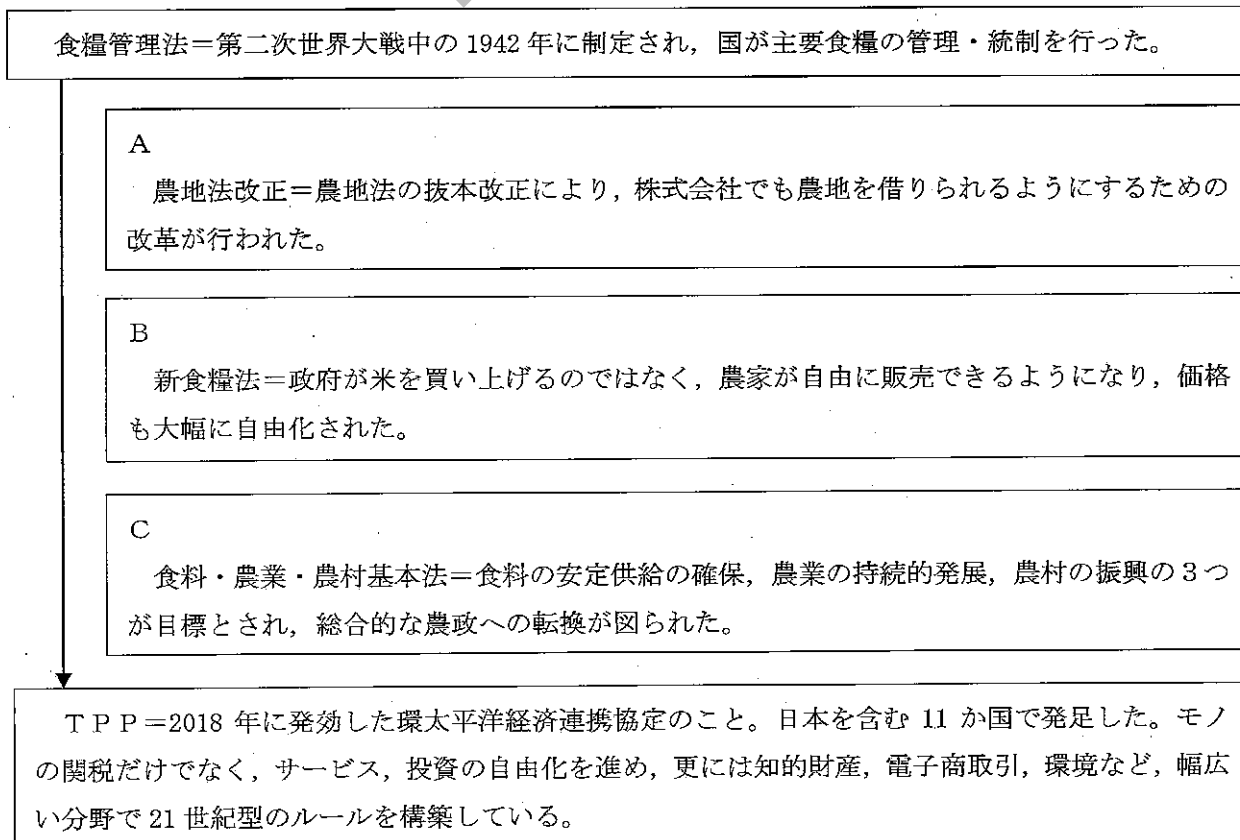 食糧管理法＝第二次世界大戦中の 1942 年に制定され，国が主要食糧の管理・統制を行った。
A
農地法改正＝農地法の抜本改正により，株式会社でも農地を借りられるようにするための
改革が行われた。
B
新食糧法＝政府が米を買い上げるのではなく，農家が自由に販売できるようになり，価格
も大幅に自由化された。
C
食料・農業・農村基本法＝食料の安定供給の確保，農業の持続的発展，農村の振興の３つ
が目標とされ，総合的な農政への転換が図られた。
ＴＰＰ＝2018 年に発効した環太平洋経済連携協定のこと。日本を含む 11 か国で発足した。モノ
の関税だけでなく，サービス，投資の自由化を進め，更には知的財産，電子商取引，環境など，幅広
い分野で 21 世紀型のルールを構築している。